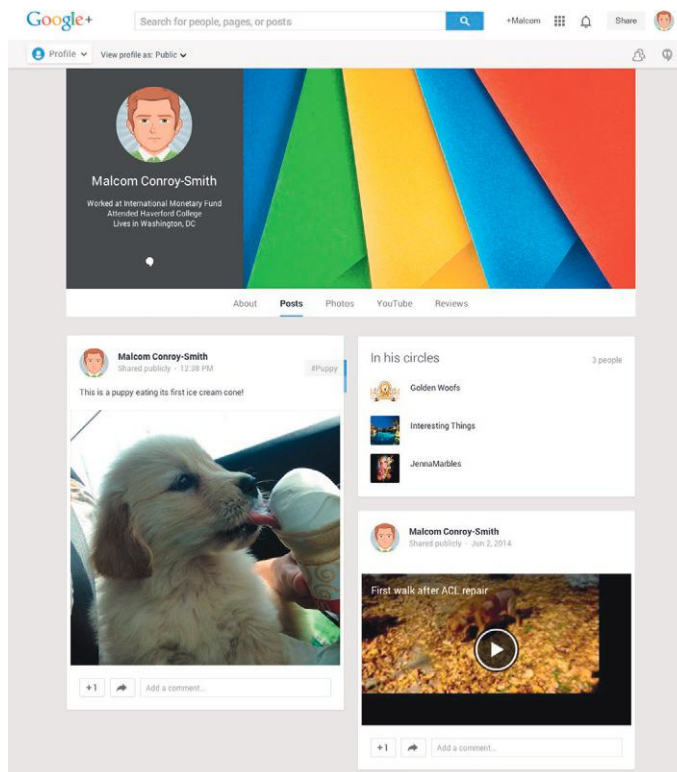 Google+
Search for people, pages, or posts
+Malcom
Share
Profile
View profile as: Public
Malcom Conroy-Smith
Worked at International Monetary Fund
Attended Haverford College
Lives in Washington, DC
About Posts Photos YouTube Reviews
Malcom Conroy-Smith
Shared publicly - 12:38 PM
#Puppy
This is a puppy eating its first ice cream cone!
+1
Add a comment...
In his circles
3 people
Golden Woofs
Interesting Things
JennaMarbles
Malcom Conroy-Smith
Shared publicly - Jun 2, 2014
First walk after ACL repair
+1
Add a comment...